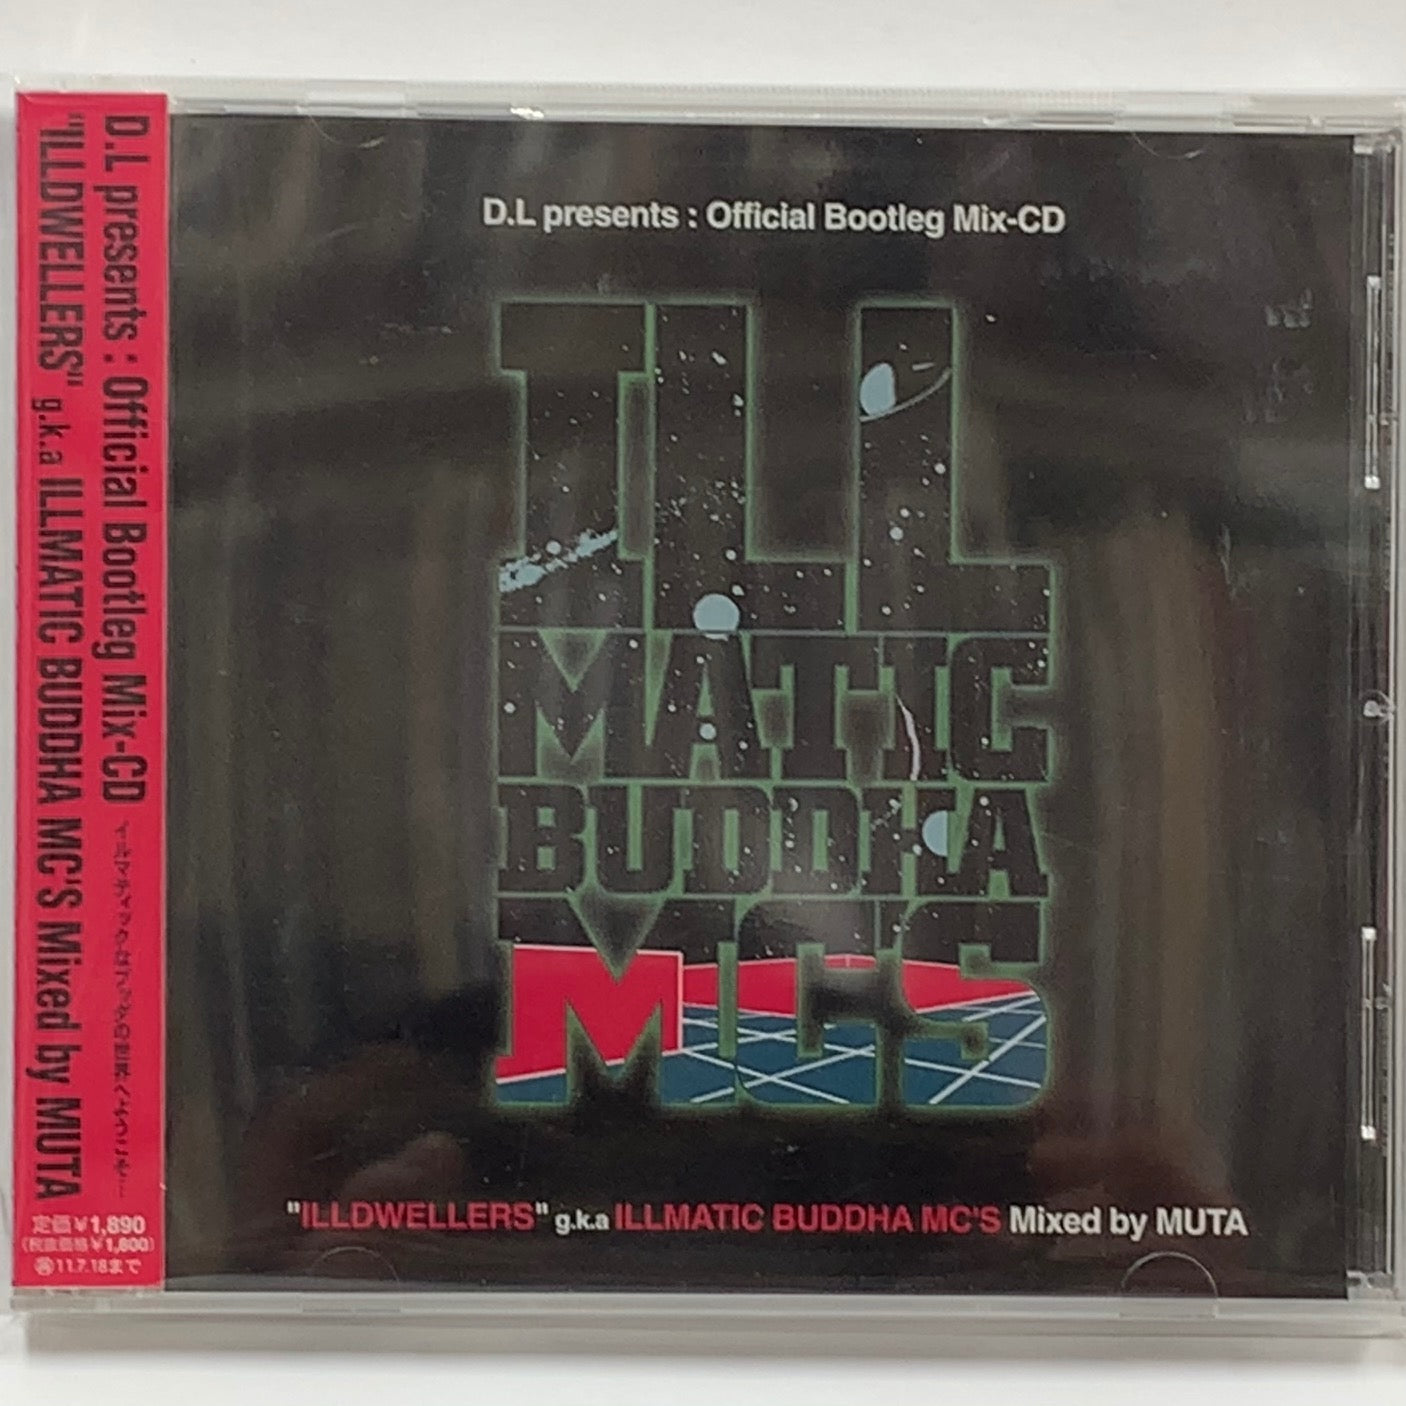 D.L presents : Official Bootleg Mix-CD
"ILLDWELLERS" g.k.a ILLMATIC BUDDHA MC'S Mixed by MUTA
定価¥1,890
(税抜価格¥1,800)
11.7.18まで
D.L presents : Official Bootleg Mix-CD
ILL
MATIC
BUDDHA
MCS
"ILLDWELLERS" g.k.a ILLMATIC BUDDHA MC'S Mixed by MUTA